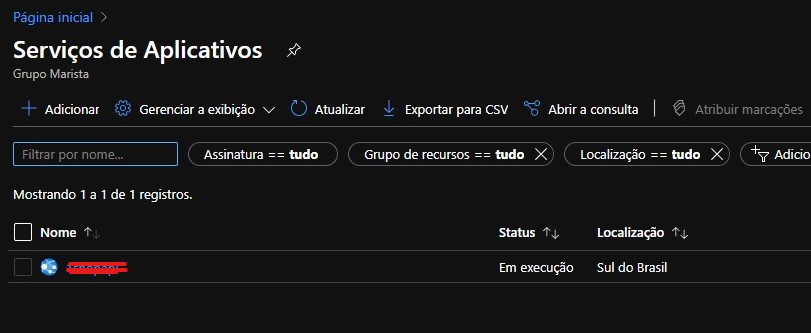 Página inicial
Serviços de Aplicativos
Grupo Marista
Adicionar Gerenciar a exibição Atualizar Exportar para CSV Abrir a consulta Atribuir marcações
Filtrar por nome... Assinatura == tudo Grupo de recursos == tudo Localização == tudo Adicio
Mostrando 1 a 1 de 1 registros.
Nome Status Localização
Em execução Sul do Brasil